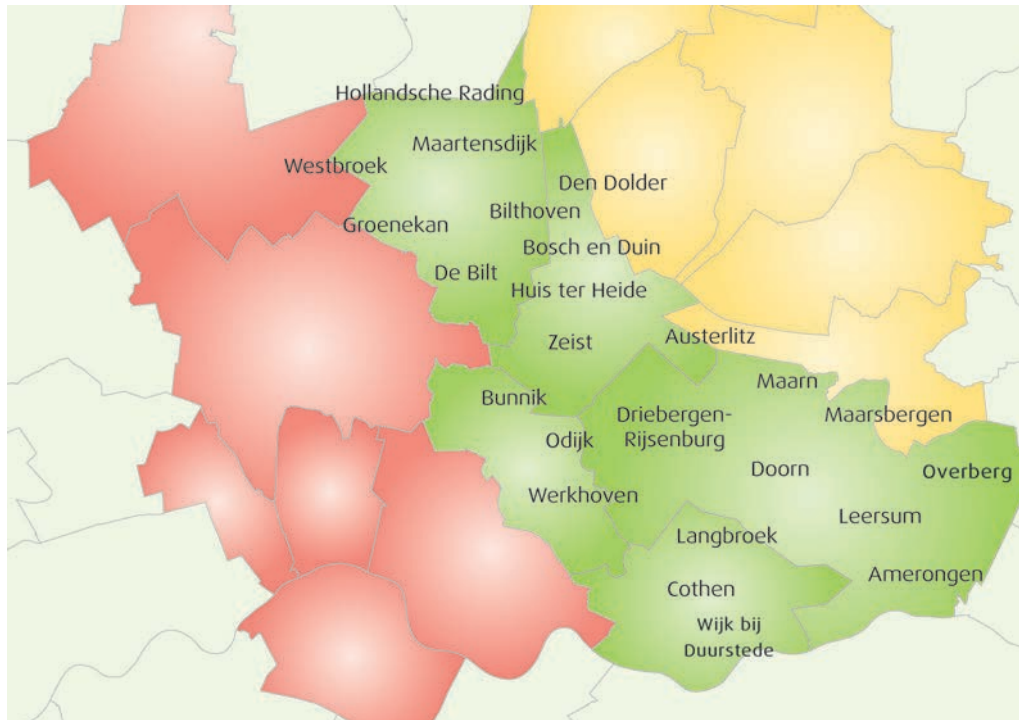 Hollandsche Rading
Maartensdijk
Westbroek
Den Dolder
Bilthoven
Groenekan
Bosch en Duin
De Bilt
Huis ter Heide
Zeist
Austerlitz
Maarn
Bunnik
Driebergen-
Rijsenburg
Maarsbergen
Odijk
Doorn
Overberg
Werkhoven
Leersum
Langbroek
Amerongen
Cothen
Wijk bij
Duurstede